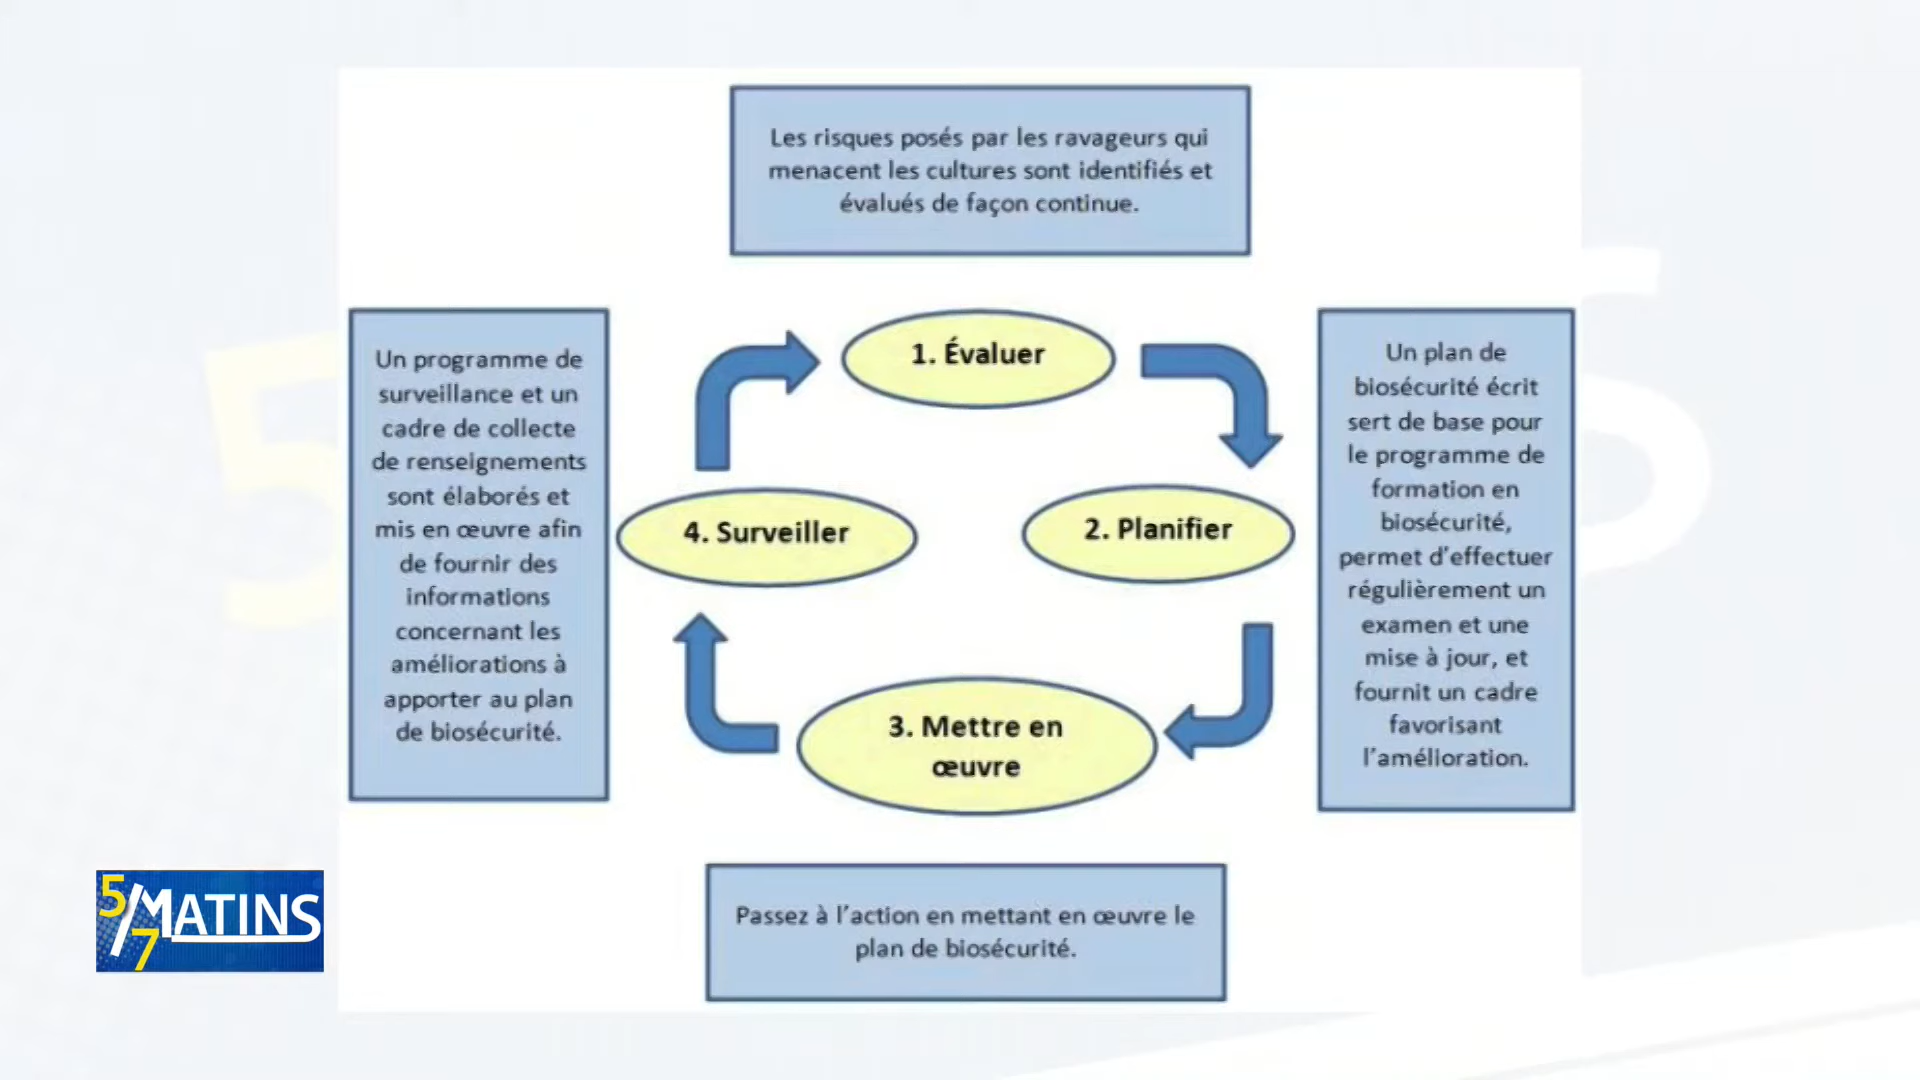 Les risques posés par les ravageurs qui
menacent les cultures sont identifiés et
évalués de façon continue.
1. Évaluer
Un programme de
surveillance et un
cadre de collecte
de renseignements
sont élaborés et
mis en œuvre afin
de fournir des
informations
concernant les
améliorations à
apporter au plan
de biosécurité.
4. Surveiller
2. Planifier
Un plan de
biosécurité écrit
sert de base pour
le programme de
formation en
biosécurité,
permet d'effectuer
régulièrement un
examen et une
mise à jour, et
fournit un cadre
favorisant
l'amélioration.
3. Mettre en
œuvre
Passez à l'action en mettant en œuvre le
plan de biosécurité.
5/7 MATINS